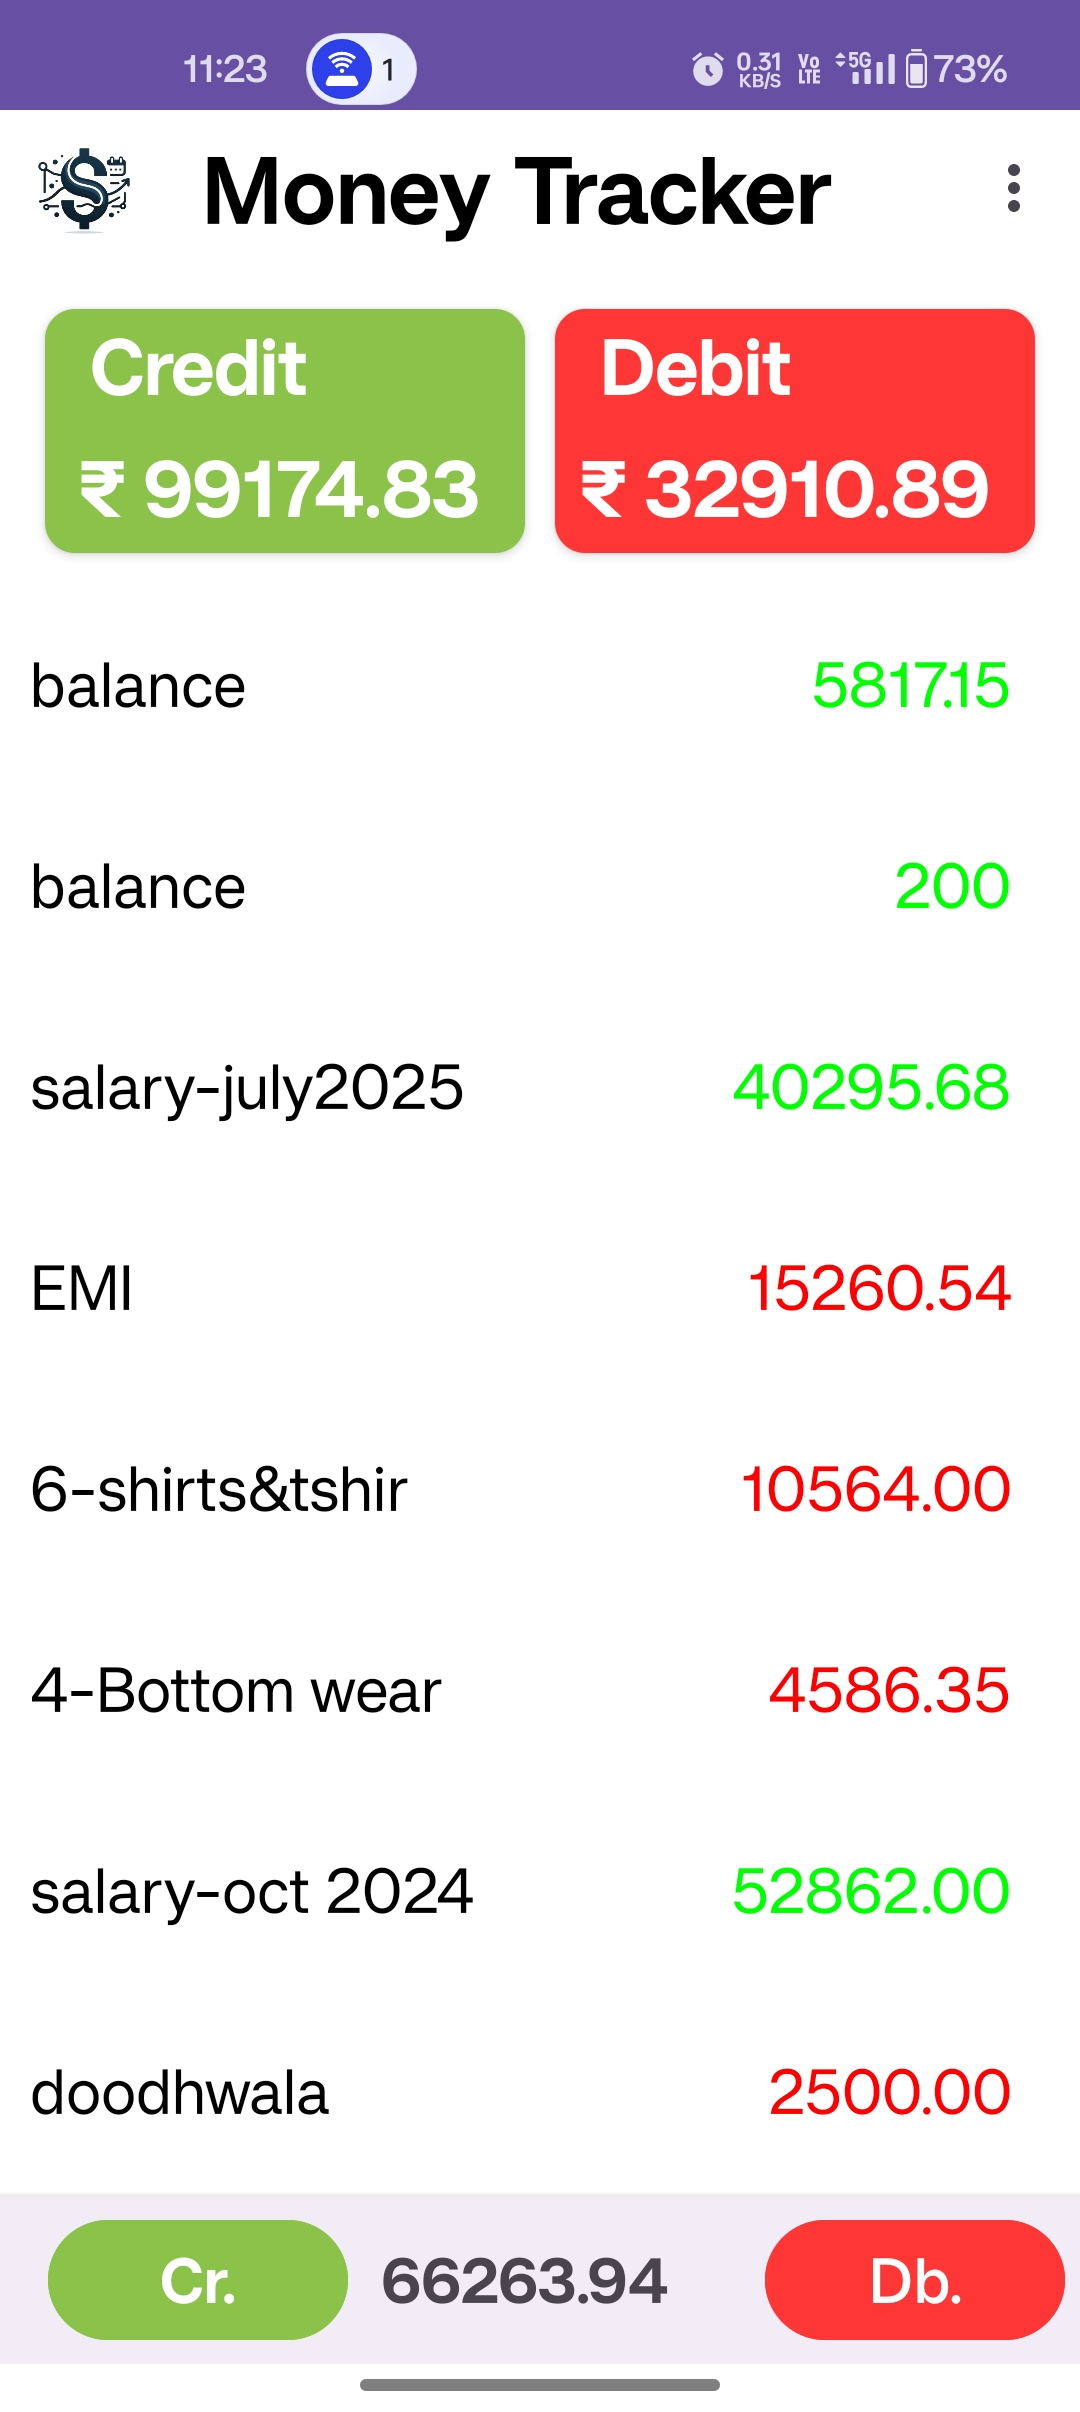 11:23
1
0.31 KB/S
Vo LTE
5G
73%
Money Tracker
Credit
₹ 99174.83
Debit
₹ 32910.89
balance 5817.15
balance 200
salary-july2025 40295.68
EMI 15260.54
6-shirts&tshir 10564.00
4-Bottom wear 4586.35
salary-oct 2024 52862.00
doodhwala 2500.00
Cr. 66263.94 Db.